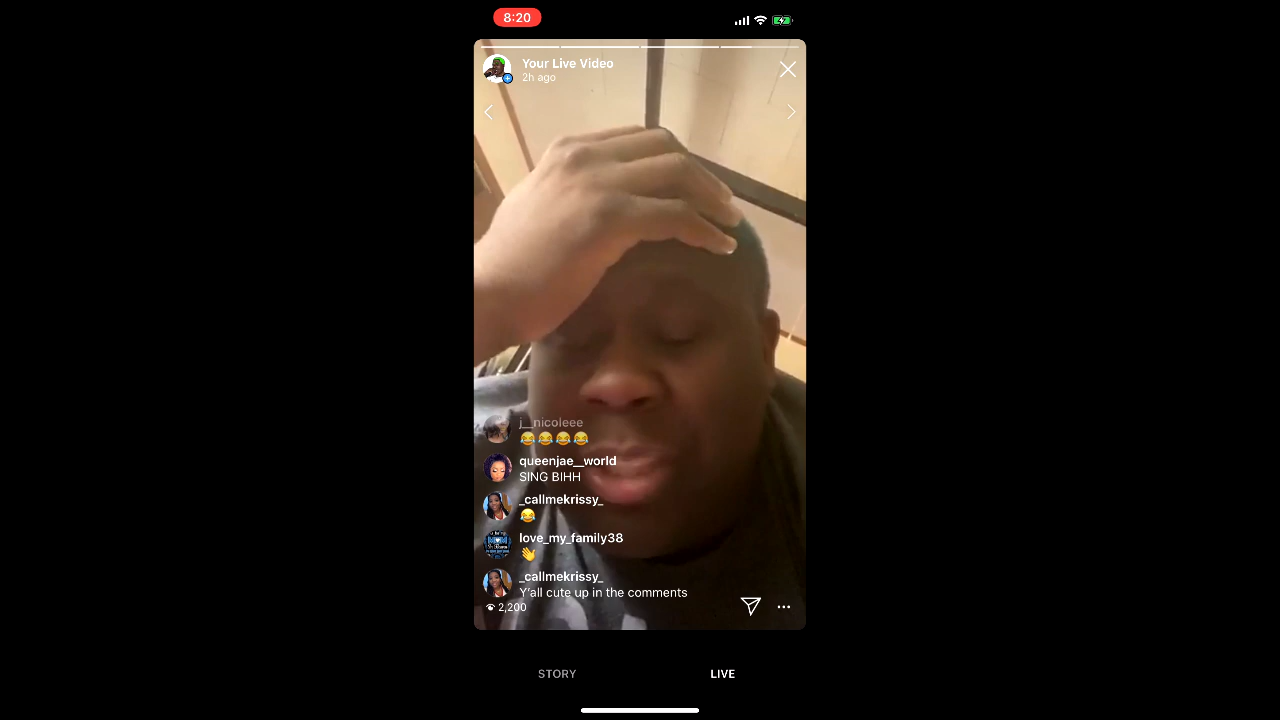 8:20
Your Live Video
2h ago
j__nicoleee
😂😂😂😂
queenjae__world
SING BIHH
_callmekrissy_
😂
love_my_family38
👋
_callmekrissy_
Y'all cute up in the comments
2,200
STORY
LIVE